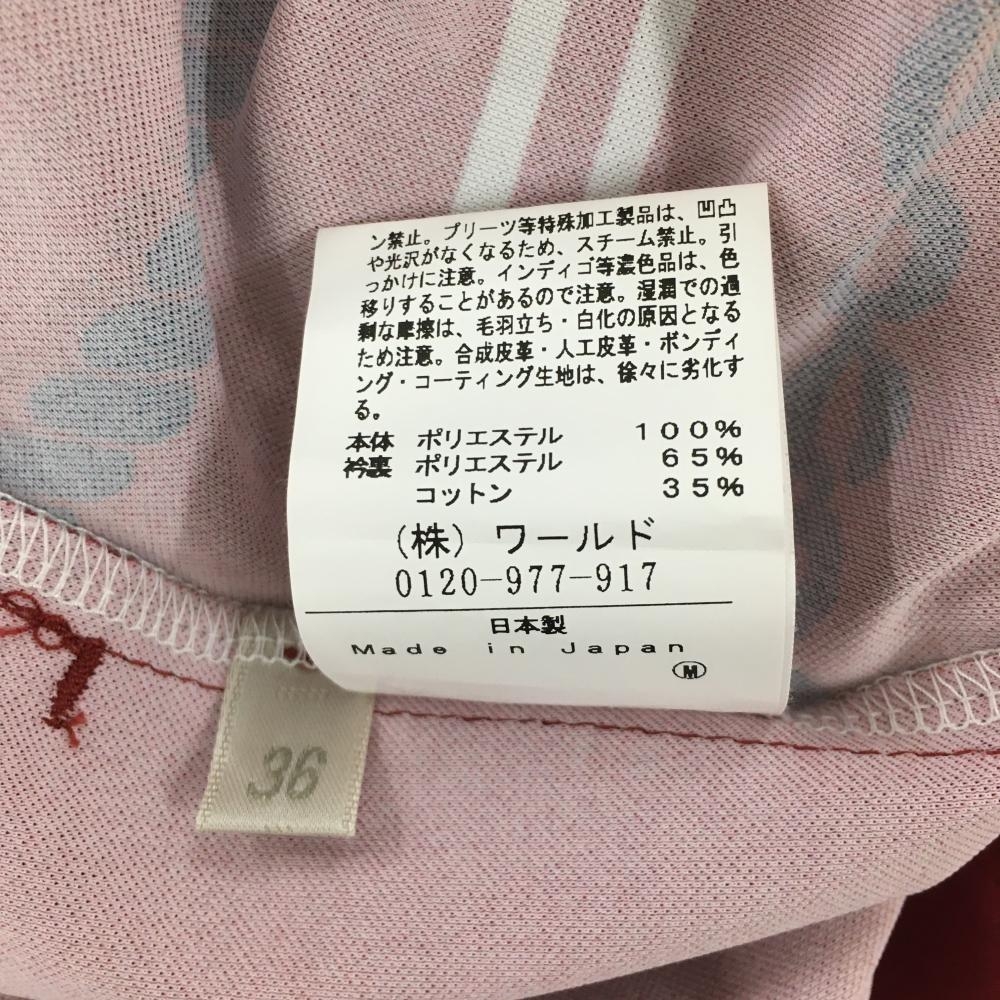 ン禁止。プリーツ等特殊加工製品は、凹凸
や光沢がなくなるため、スチーム禁止。引
っかけに注意。インディゴ等濃色品は、色
移りすることがあるので注意。湿潤での過
剰な摩擦は、毛羽立ち・白化の原因となる
ため注意。合成皮革・人工皮革・ボンディ
ング・コーティング生地は、徐々に劣化す
る。
本体 ポリエステル 100%
衿裏 ポリエステル 65%
コットン 35%
(株) ワールド
0120-977-917
日本製
Made in Japan
M
36